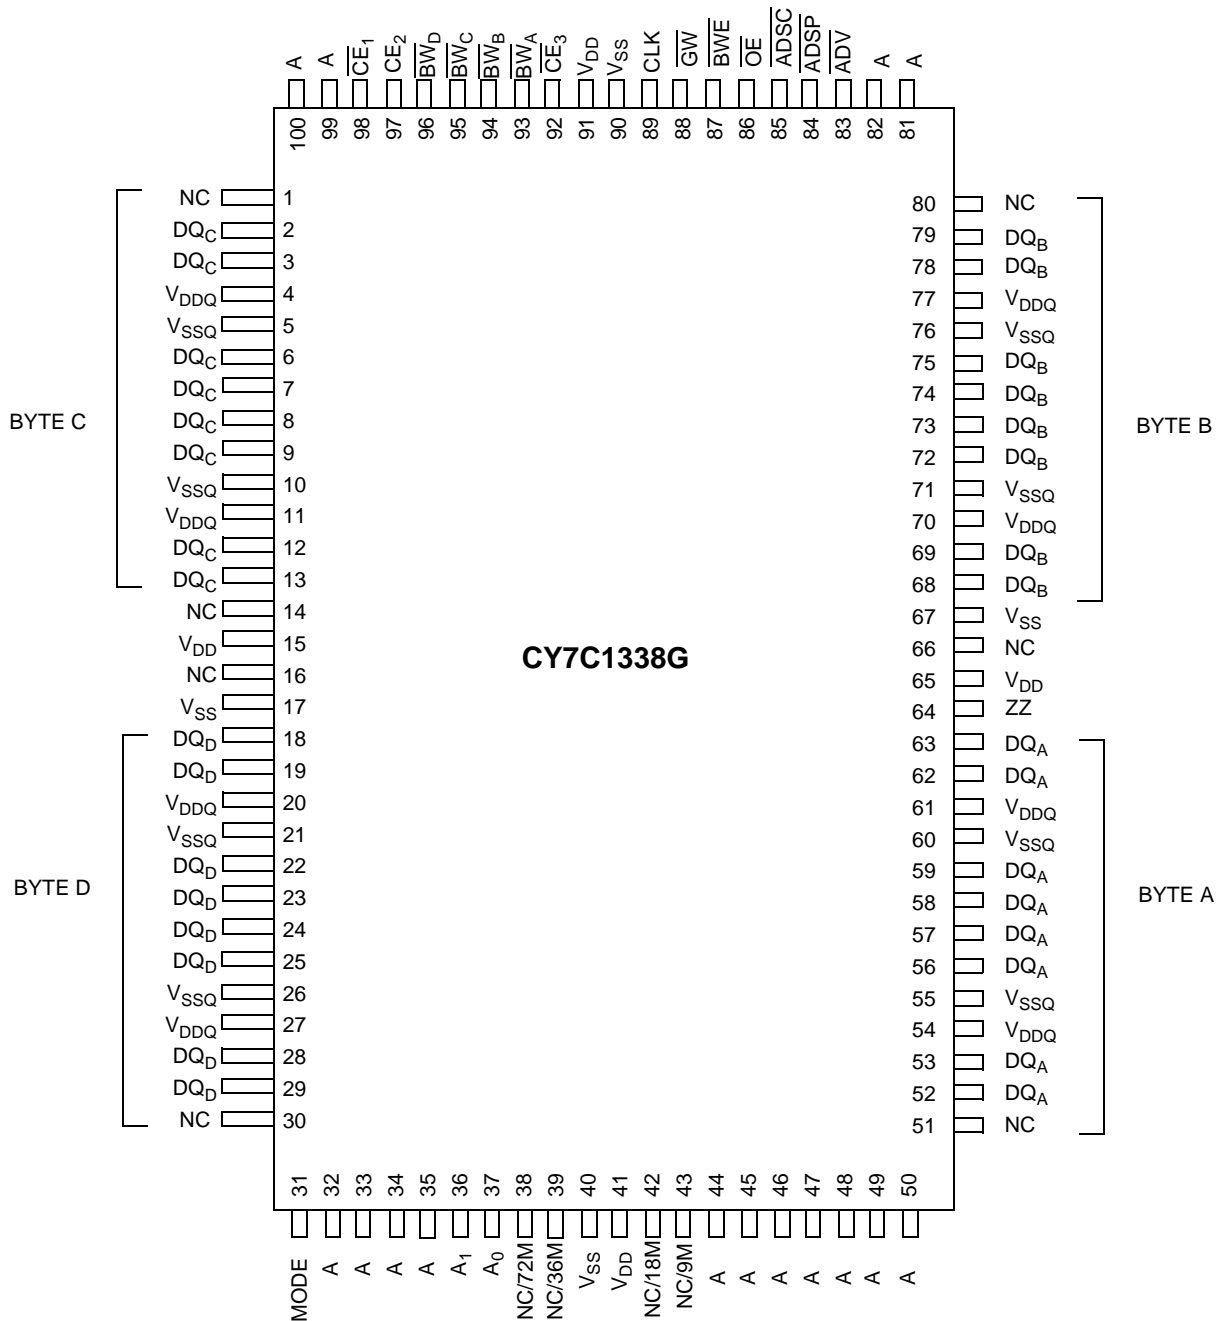 A A CE1 CE2 BWD BWC BWB BWA CE3 VDD VSS CLK GW BWE OE ADSC ADSP ADV A A
100 99 98 97 96 95 94 93 92 91 90 89 88 87 86 85 84 83 82 81
NC 1
DQC 2
DQC 3
VDDQ 4
VSSQ 5
DQC 6
DQC 7
DQC 8
DQC 9
VSSQ 10
VDDQ 11
DQC 12
DQC 13
NC 14
VDD 15
NC 16
VSS 17
DQD 18
DQD 19
VDDQ 20
VSSQ 21
DQD 22
DQD 23
DQD 24
DQD 25
VSSQ 26
VDDQ 27
DQD 28
DQD 29
NC 30
BYTE C
BYTE D
CY7C1338G
80 NC
79 DQB
78 DQB
77 VDDQ
76 VSSQ
75 DQB
74 DQB
73 DQB
72 DQB
71 VSSQ
70 VDDQ
69 DQB
68 DQB
67 VSS
66 NC
65 VDD
64 ZZ
63 DQA
62 DQA
61 VDDQ
60 VSSQ
59 DQA
58 DQA
57 DQA
56 DQA
55 VSSQ
54 VDDQ
53 DQA
52 DQA
51 NC
BYTE B
BYTE A
31 32 33 34 35 36 37 38 39 40 41 42 43 44 45 46 47 48 49 50
MODE A A A A A1 A0 NC/72M NC/36M VSS VDD NC/18M NC/9M A A A A A A A